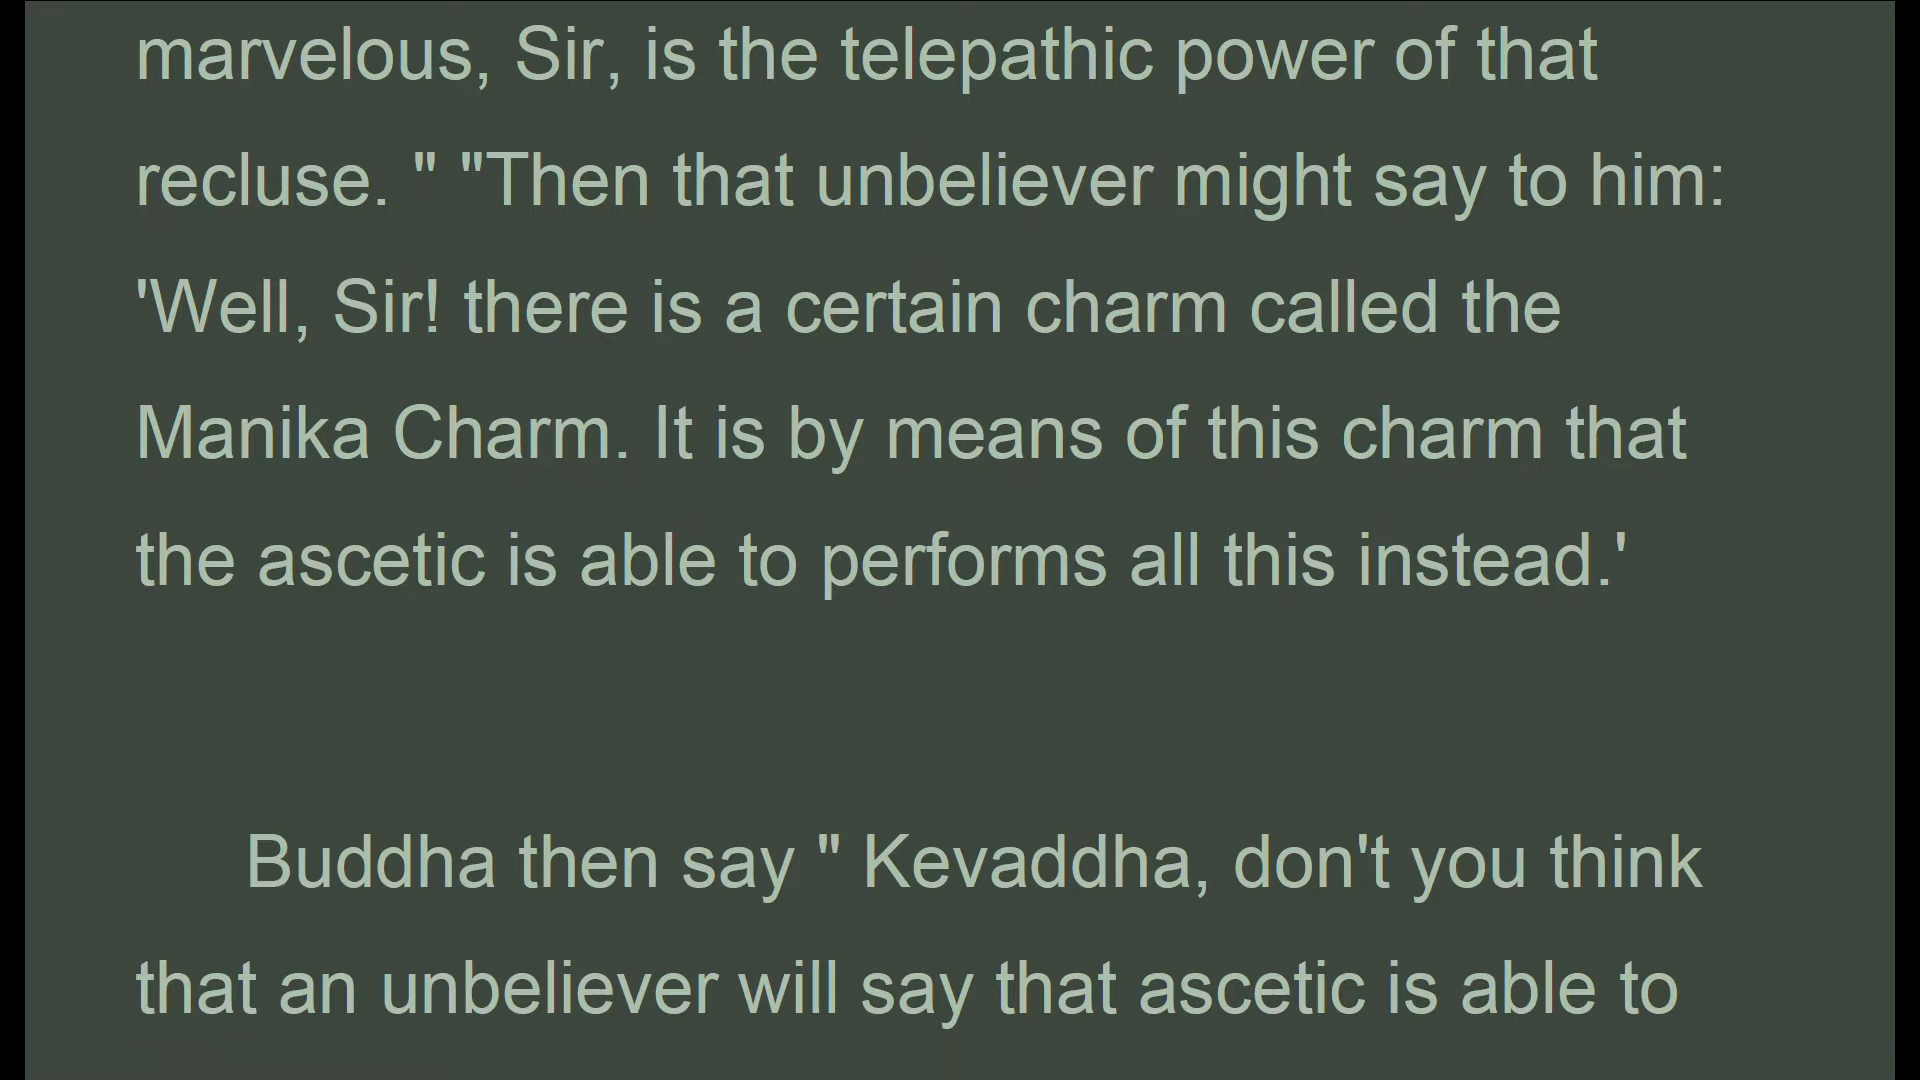 marvelous, Sir, is the telepathic power of that
recluse. " "Then that unbeliever might say to him:
'Well, Sir! there is a certain charm called the
Manika Charm. It is by means of this charm that
the ascetic is able to performs all this instead.'
Buddha then say " Kevaddha, don't you think
that an unbeliever will say that ascetic is able to